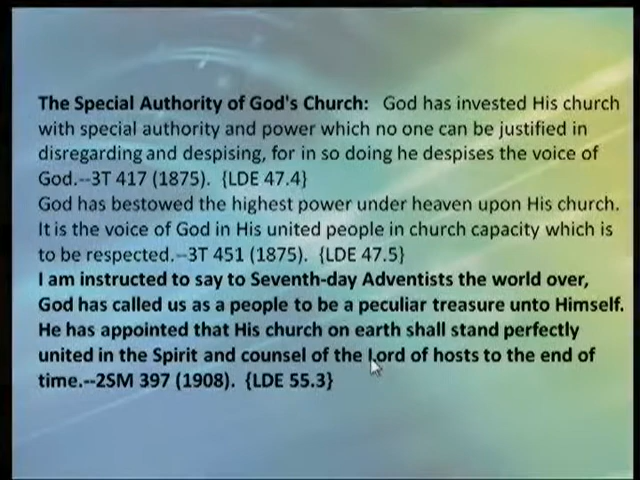 The Special Authority of God's Church:  God has invested His church
with special authority and power which no one can be justified in
disregarding and despising, for in so doing he despises the voice of
God.--3T 417 (1875).  {LDE 47.4}
God has bestowed the highest power under heaven upon His church.
It is the voice of God in His united people in church capacity which is
to be respected.--3T 451 (1875).  {LDE 47.5}
I am instructed to say to Seventh-day Adventists the world over,
God has called us as a people to be a peculiar treasure unto Himself.
He has appointed that His church on earth shall stand perfectly
united in the Spirit and counsel of the Lord of hosts to the end of
time.--2SM 397 (1908).  {LDE 55.3}